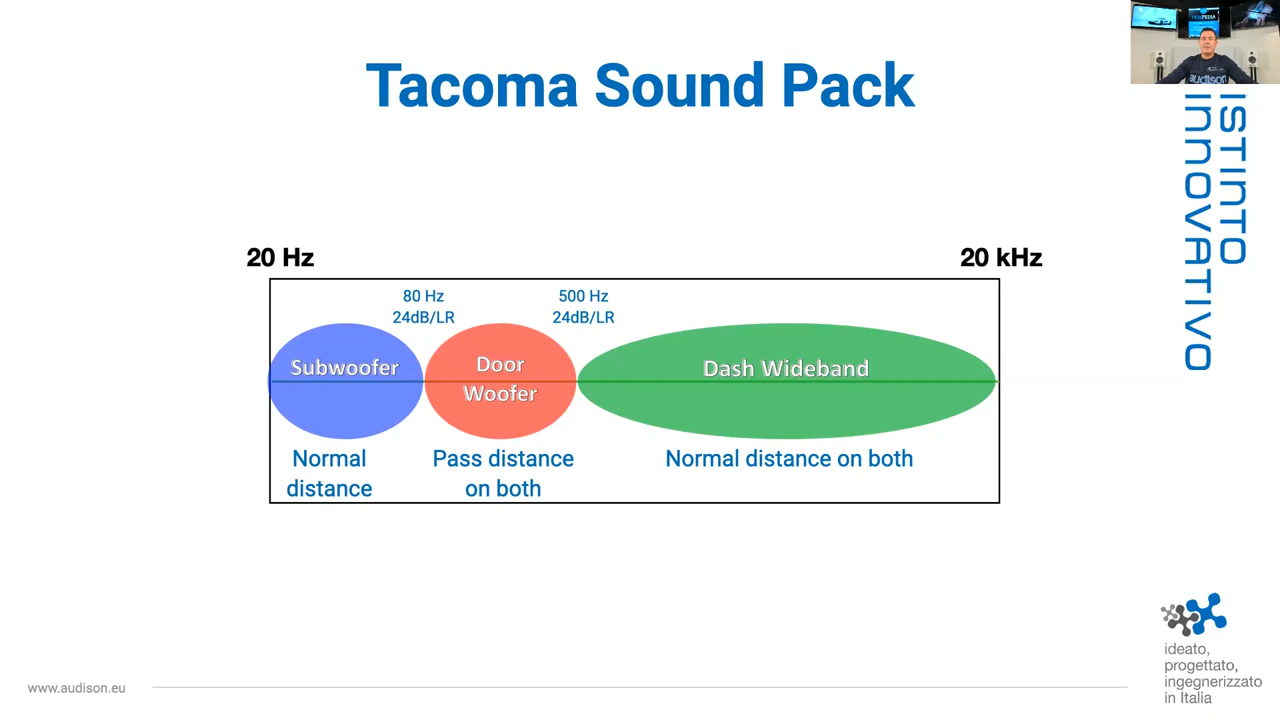 Tacoma Sound Pack
audison
ISTINTO
INNOVATIVO
20 Hz
20 kHz
80 Hz
24dB/LR
500 Hz
24dB/LR
Subwoofer
Door
Woofer
Dash Wideband
Normal
distance
Pass distance
on both
Normal distance on both
ideato,
progettato,
ingegnerizzato
in Italia
www.audison.eu